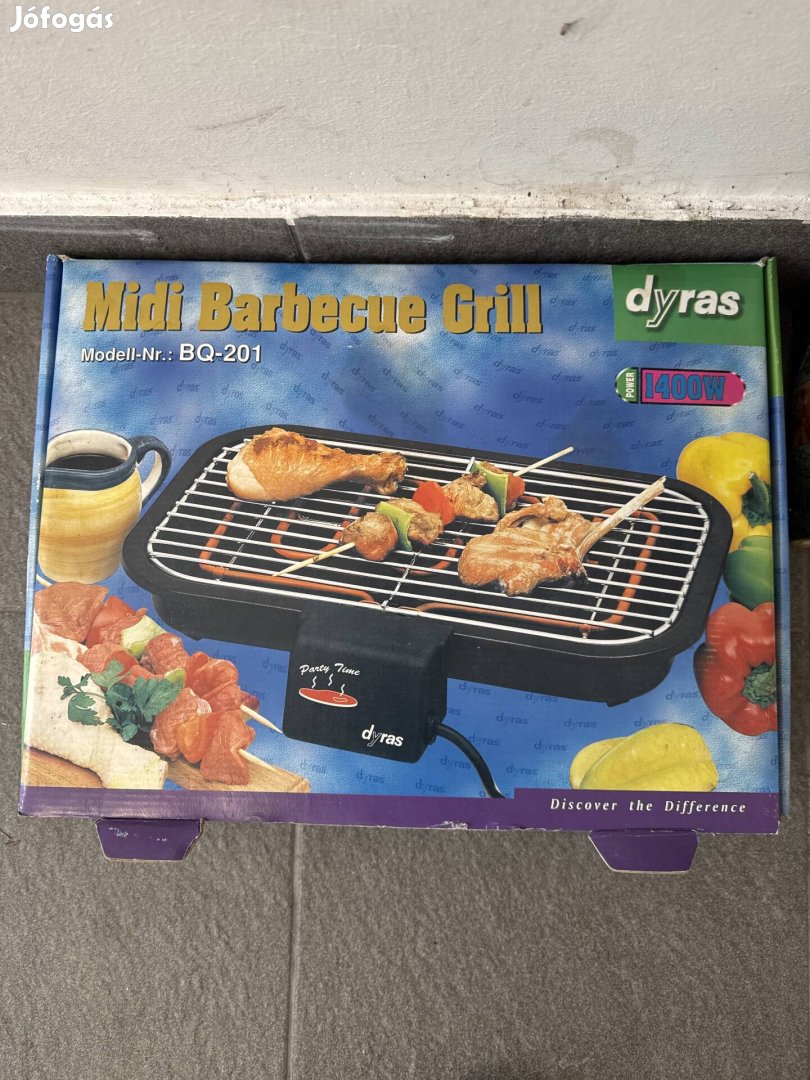 Jófogás
Midi Barbecue Grill
dyras
Modell-Nr.: BQ-201
POWER 1400W
Party Time
dyras
Discover the Difference